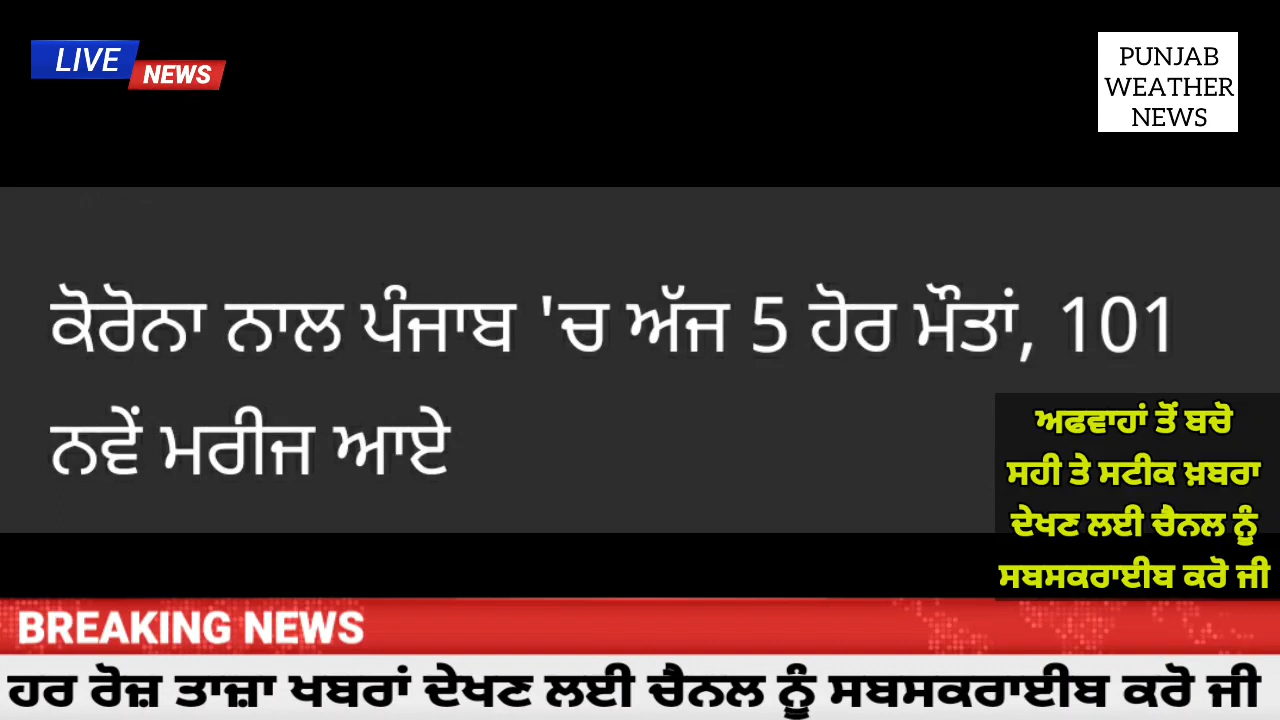 LIVE
NEWS
PUNJAB
WEATHER
NEWS
ਕੋਰੋਨਾ ਨਾਲ ਪੰਜਾਬ 'ਚ ਅੱਜ 5 ਹੋਰ ਮੌਤਾਂ, 101
ਨਵੇਂ ਮਰੀਜ ਆਏ
ਅਫਵਾਹਾਂ ਤੋਂ ਬਚੋ
ਸਹੀ ਤੇ ਸਟੀਕ ਖ਼ਬਰਾ
ਦੇਖਣ ਲਈ ਚੈਨਲ ਨੂੰ
ਸਬਸਕਰਾਈਬ ਕਰੋ ਜੀ
BREAKING NEWS
ਹਰ ਰੋਜ਼ ਤਾਜ਼ਾ ਖਬਰਾਂ ਦੇਖਣ ਲਈ ਚੈਨਲ ਨੂੰ ਸਬਸਕਰਾਈਬ ਕਰੋ ਜੀ